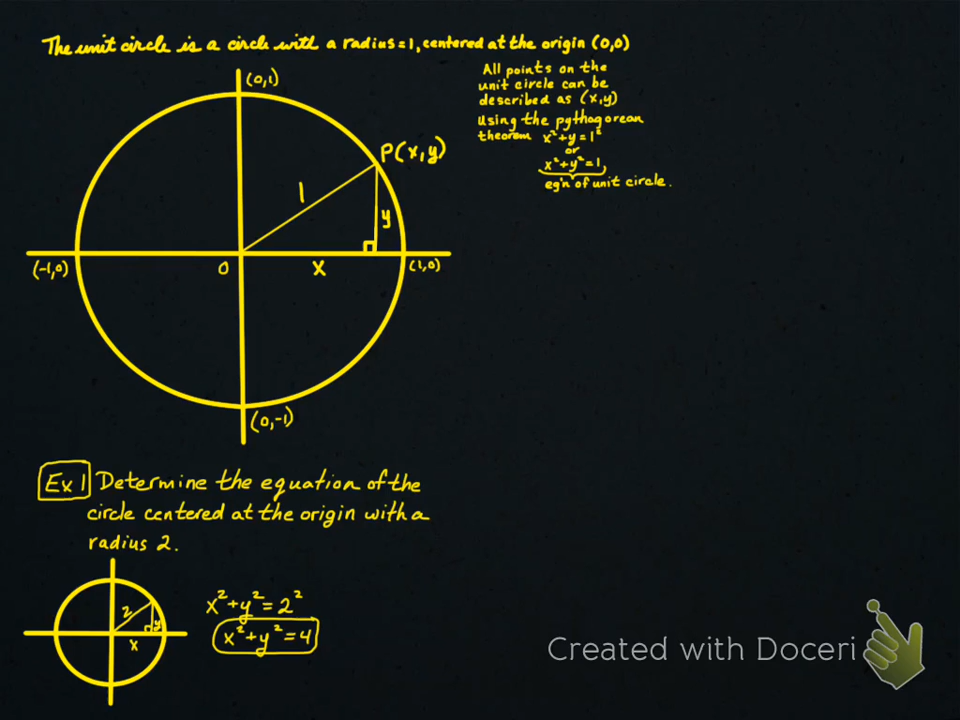 The unit circle is a circle with a radius = 1, centered at the origin (0,0)
All points on the
unit circle can be
described as (x,y)
Using the pythagorean
theorem x²+y=1²
or
x²+y²=1,
eq'n of unit circle.
(0,1)
P(x,y)
1
y
(-1,0)
0
x
(1,0)
(0,-1)
Ex 1 Determine the equation of the
circle centered at the origin with a
radius 2.
2
y
x
x²+y²=2²
x²+y²=4
Created with Doceri